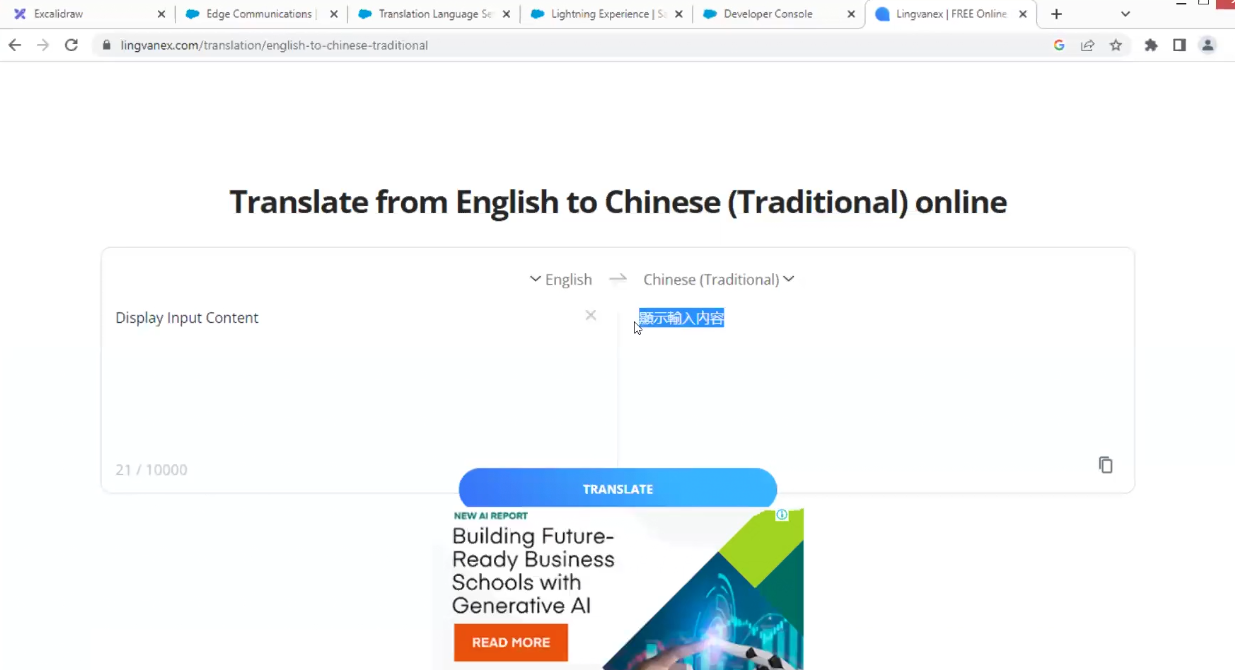 Excalidraw
Edge Communications
Translation Language Se
Lightning Experience | S
Developer Console
Lingvanex | FREE Online
lingvanex.com/translation/english-to-chinese-traditional
Translate from English to Chinese (Traditional) online
English
Chinese (Traditional)
Display Input Content
顯示輸入内容
21 / 10000
TRANSLATE
NEW AI REPORT
Building Future-
Ready Business
Schools with
Generative AI
READ MORE